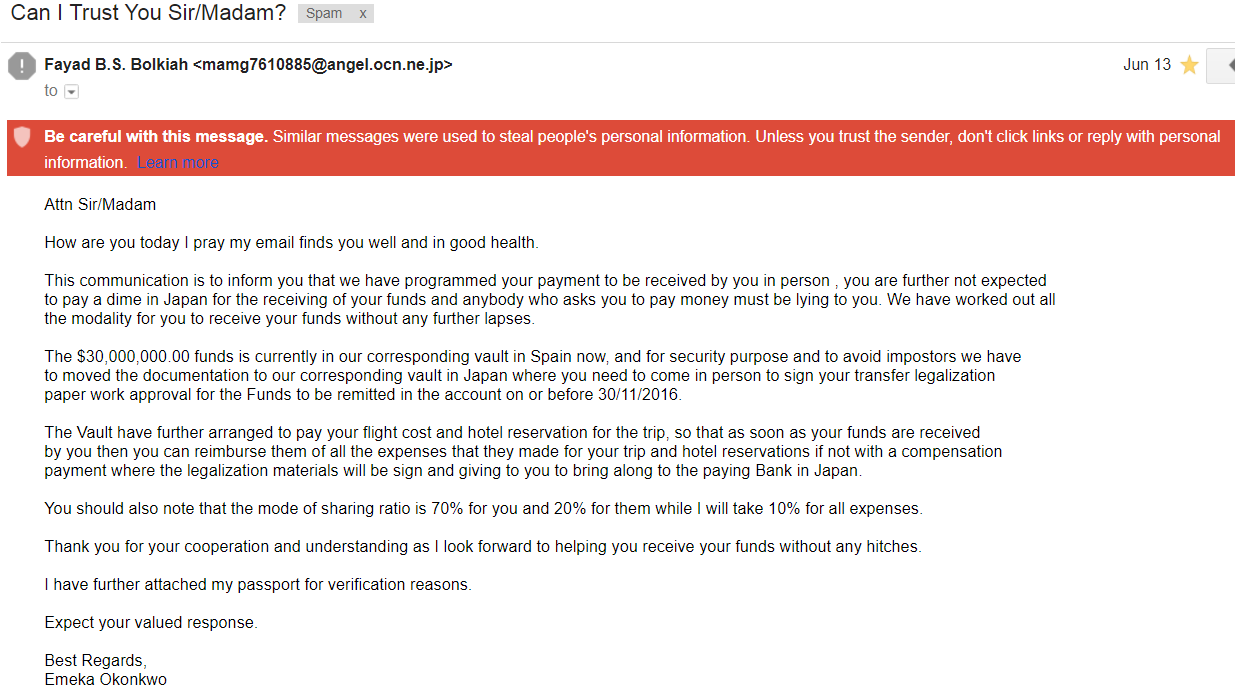 Can I Trust You Sir/Madam? Spam x
Fayad B.S. Bolkiah <mamg7610885@angel.ocn.ne.jp> Jun 13
to
Be careful with this message. Similar messages were used to steal people's personal information. Unless you trust the sender, don't click links or reply with personal
information. Learn more
Attn Sir/Madam
How are you today I pray my email finds you well and in good health.
This communication is to inform you that we have programmed your payment to be received by you in person , you are further not expected
to pay a dime in Japan for the receiving of your funds and anybody who asks you to pay money must be lying to you. We have worked out all
the modality for you to receive your funds without any further lapses.
The $30,000,000.00 funds is currently in our corresponding vault in Spain now, and for security purpose and to avoid impostors we have
to moved the documentation to our corresponding vault in Japan where you need to come in person to sign your transfer legalization
paper work approval for the Funds to be remitted in the account on or before 30/11/2016.
The Vault have further arranged to pay your flight cost and hotel reservation for the trip, so that as soon as your funds are received
by you then you can reimburse them of all the expenses that they made for your trip and hotel reservations if not with a compensation
payment where the legalization materials will be sign and giving to you to bring along to the paying Bank in Japan.
You should also note that the mode of sharing ratio is 70% for you and 20% for them while I will take 10% for all expenses.
Thank you for your cooperation and understanding as I look forward to helping you receive your funds without any hitches.
I have further attached my passport for verification reasons.
Expect your valued response.
Best Regards,
Emeka Okonkwo